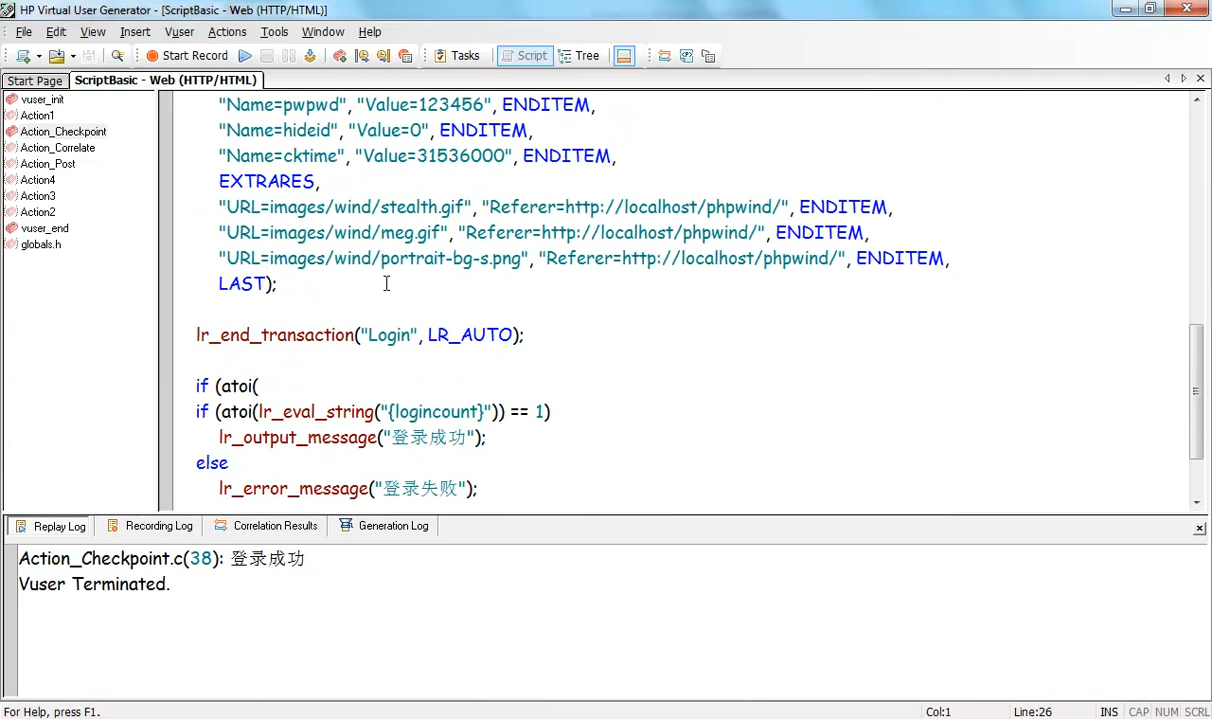 HP Virtual User Generator - [ScriptBasic - Web (HTTP/HTML)]
File Edit View Insert Vuser Actions Tools Window Help
Start Record Tasks Script Tree
Start Page ScriptBasic - Web (HTTP/HTML)
vuser_init
Action1
Action_Checkpoint
Action_Correlate
Action_Post
Action4
Action3
Action2
vuser_end
globals.h
"Name=pwpwd", "Value=123456", ENDITEM,
"Name=hideid", "Value=0", ENDITEM,
"Name=cktime", "Value=31536000", ENDITEM,
EXTRARES,
"URL=images/wind/stealth.gif", "Referer=http://localhost/phpwind/", ENDITEM,
"URL=images/wind/meg.gif", "Referer=http://localhost/phpwind/", ENDITEM,
"URL=images/wind/portrait-bg-s.png", "Referer=http://localhost/phpwind/", ENDITEM,
LAST);
lr_end_transaction("Login", LR_AUTO);
if (atoi(
if (atoi(lr_eval_string("{logincount}")) == 1)
lr_output_message("登录成功");
else
lr_error_message("登录失败");
Replay Log Recording Log Correlation Results Generation Log
Action_Checkpoint.c(38): 登录成功
Vuser Terminated.
For Help, press F1. Col:1 Line:26 INS CAP NUM SCRL